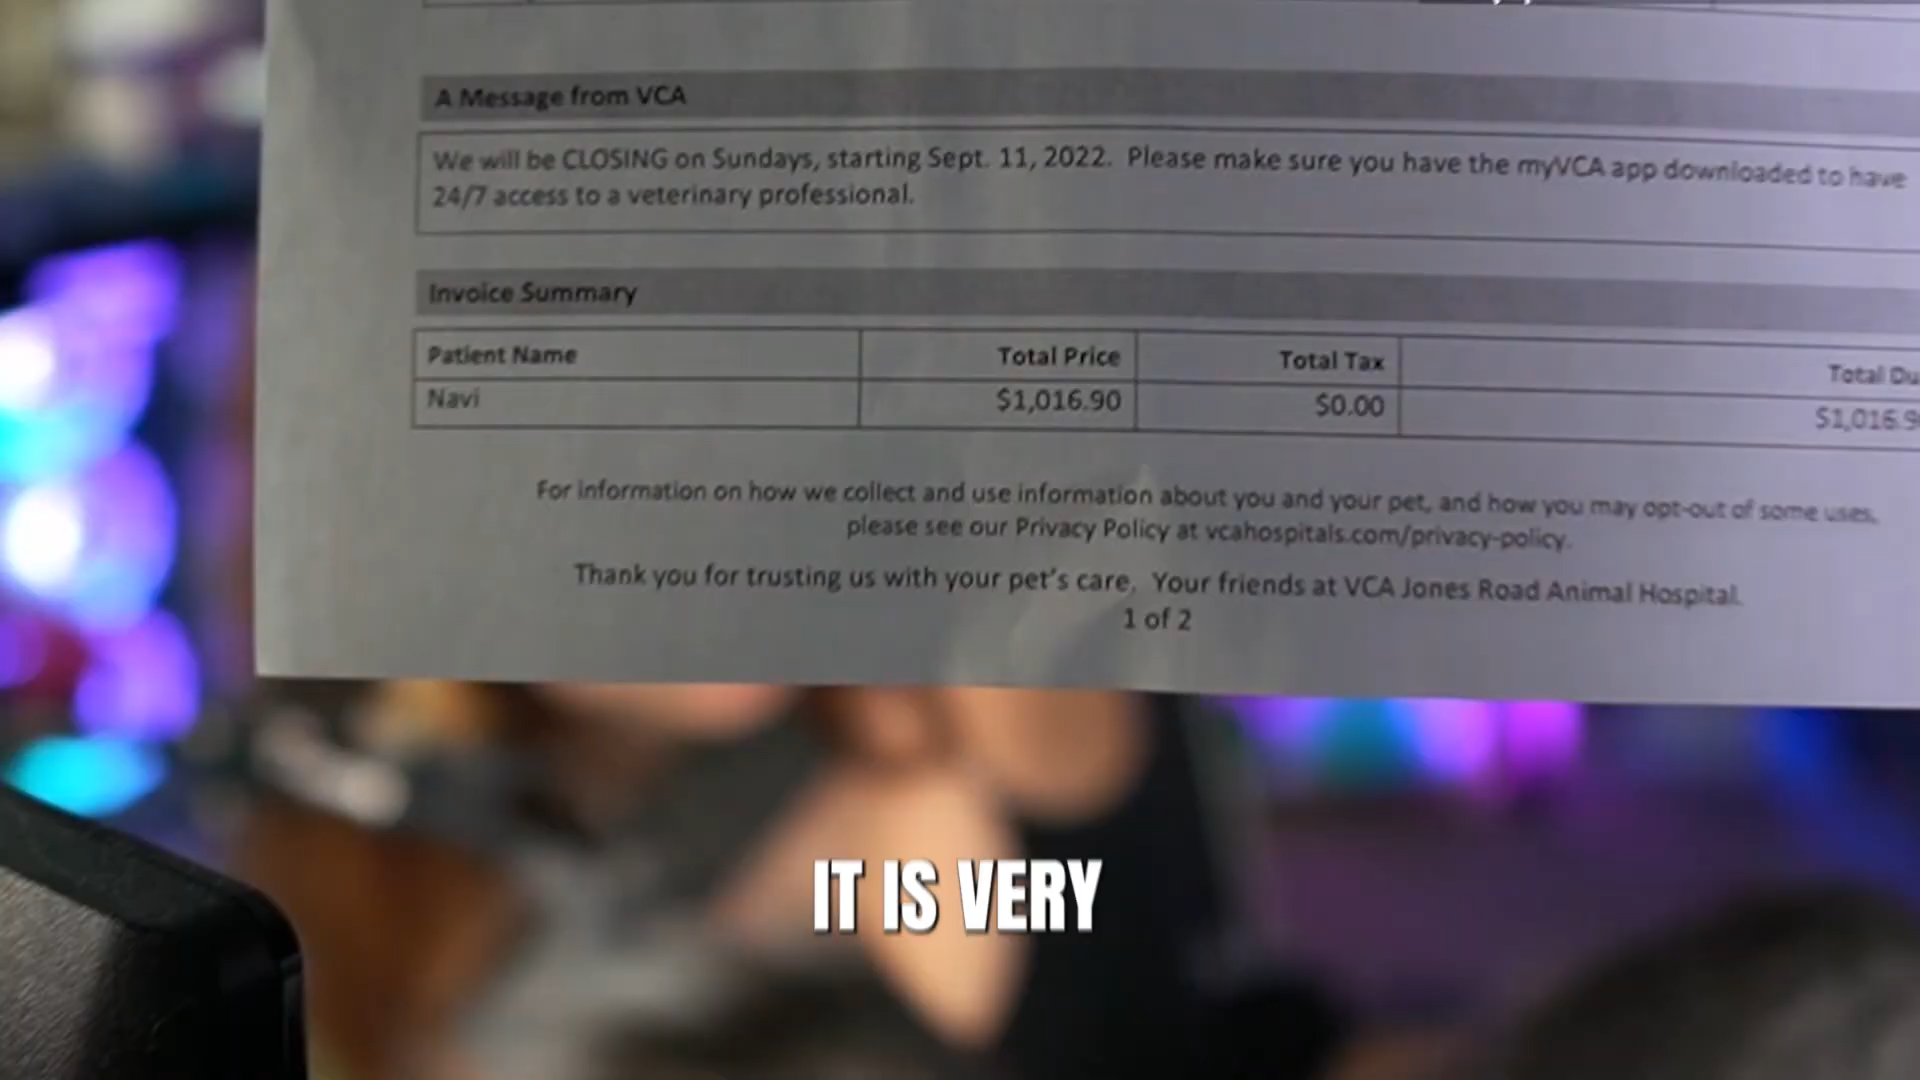 A Message from VCA
We will be CLOSING on Sundays, starting Sept. 11, 2022. Please make sure you have the myVCA app downloaded to have
24/7 access to a veterinary professional.
Invoice Summary
Patient Name Total Price Total Tax Total Du
Navi $1,016.90 $0.00 $1,016.9
For information on how we collect and use information about you and your pet, and how you may opt-out of some uses,
please see our Privacy Policy at vcahospitals.com/privacy-policy.
Thank you for trusting us with your pet's care. Your friends at VCA Jones Road Animal Hospital.
1 of 2
IT IS VERY